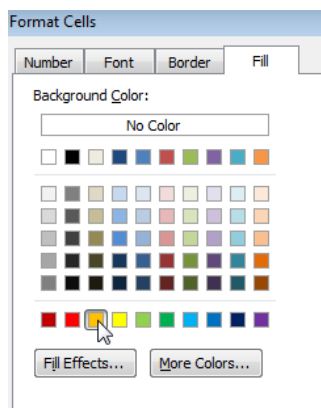 Format Cells
Number Font Border Fill
Background Color:
No Color
Fill Effects... More Colors...